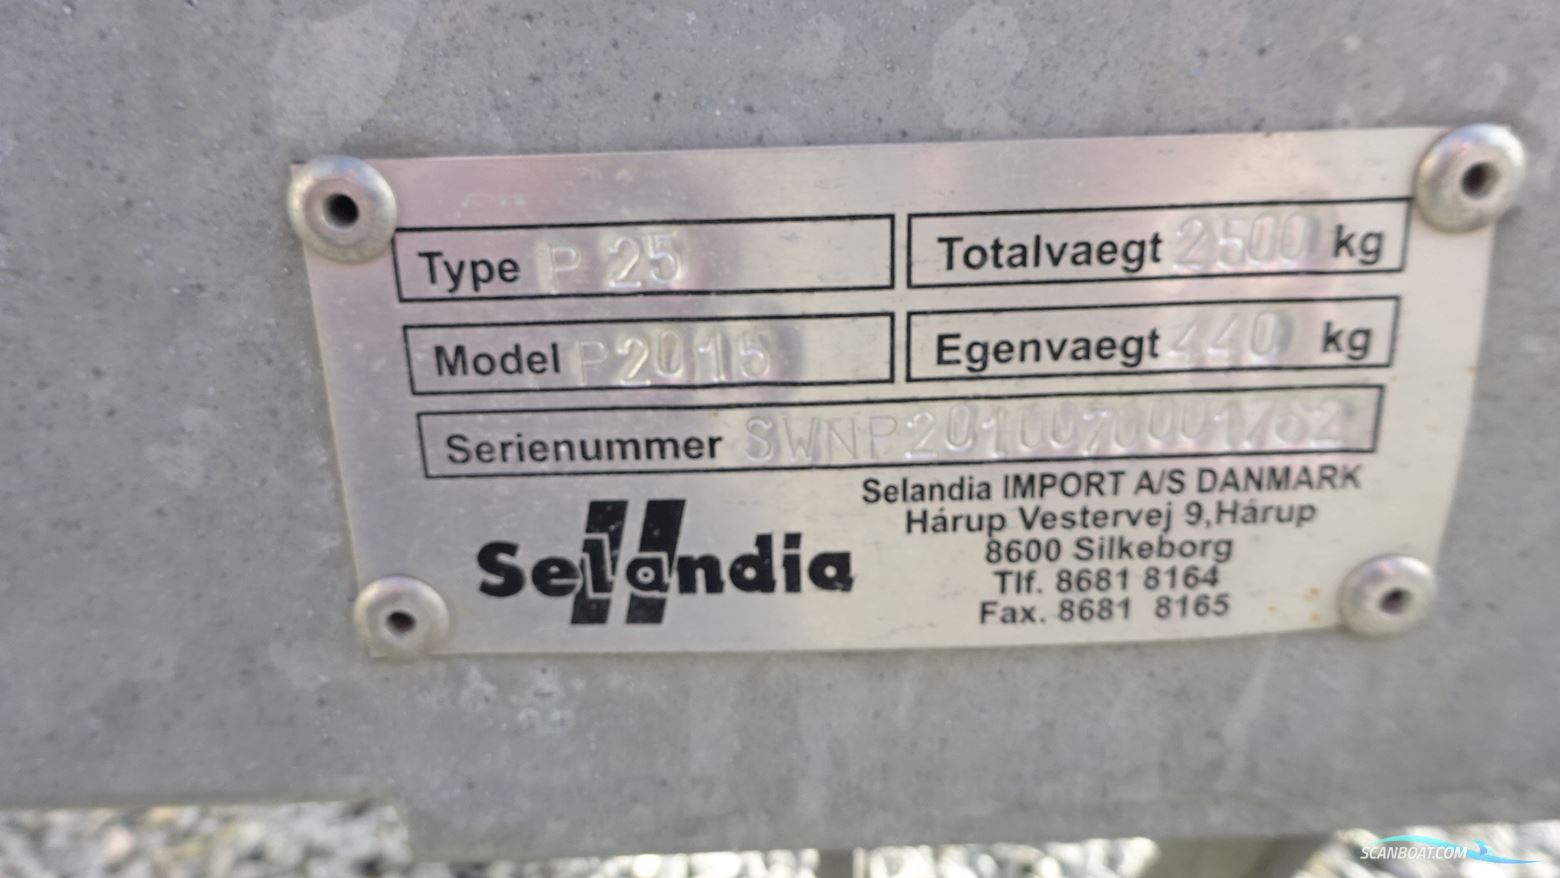 Type P 25
Totalvaegt 2500 kg
Model P2015
Egenvaegt 440 kg
Serienummer
Selandia
Selandia IMPORT A/S DANMARK
Hárup Vestervej 9,Hárup
8600 Silkeborg
Tlf. 8681 8164
Fax. 8681 8165
SCANBOAT.COM